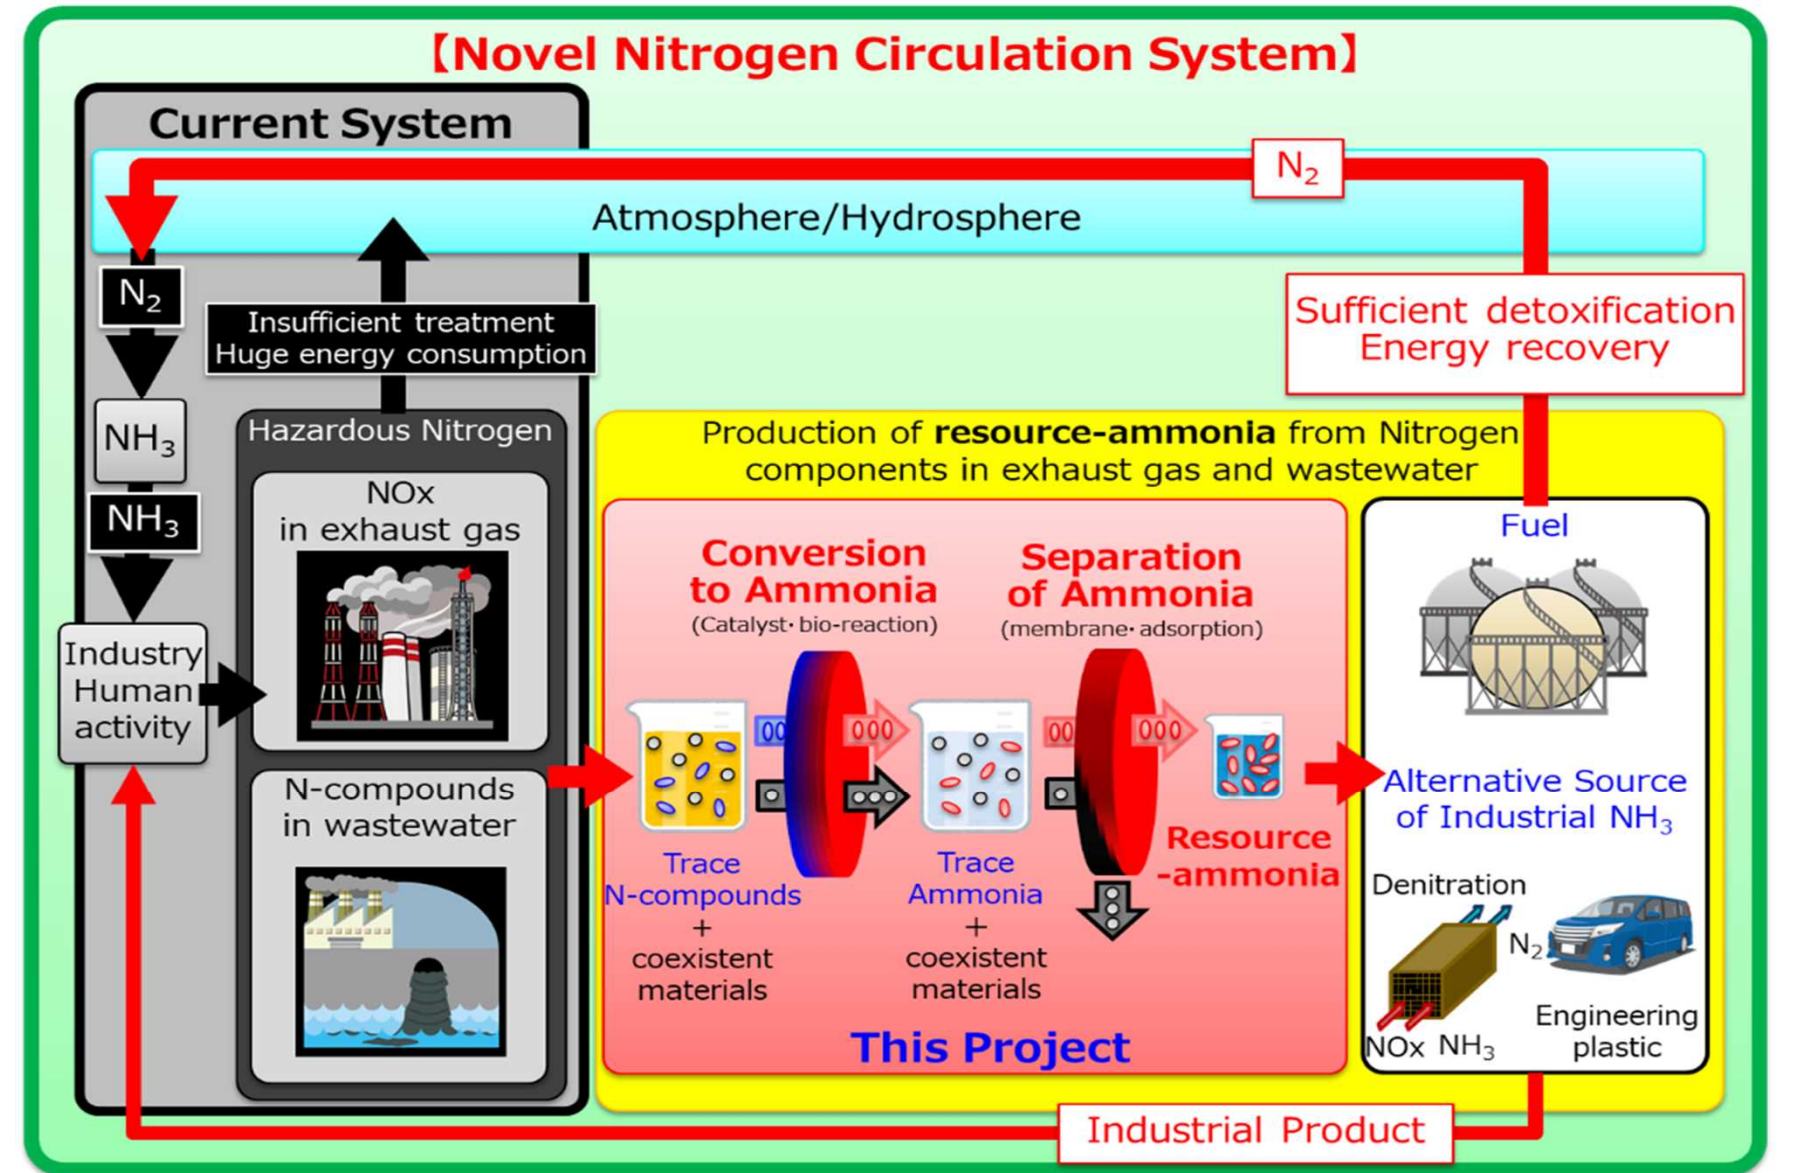 【Novel Nitrogen Circulation System】
Current System
N₂
Atmosphere/Hydrosphere
N₂
Insufficient treatment
Huge energy consumption
Sufficient detoxification
Energy recovery
NH₃
NH₃
Industry
Human
activity
Hazardous Nitrogen
NOx
in exhaust gas
N-compounds
in wastewater
Production of resource-ammonia from Nitrogen
components in exhaust gas and wastewater
Conversion
to Ammonia
(Catalyst･bio-reaction)
Separation
of Ammonia
(membrane･adsorption)
Trace
N-compounds
+
coexistent
materials
Trace
Ammonia
+
coexistent
materials
Resource
-ammonia
This Project
Fuel
Alternative Source
of Industrial NH₃
Denitration
N₂
NOx NH₃
Engineering
plastic
Industrial Product